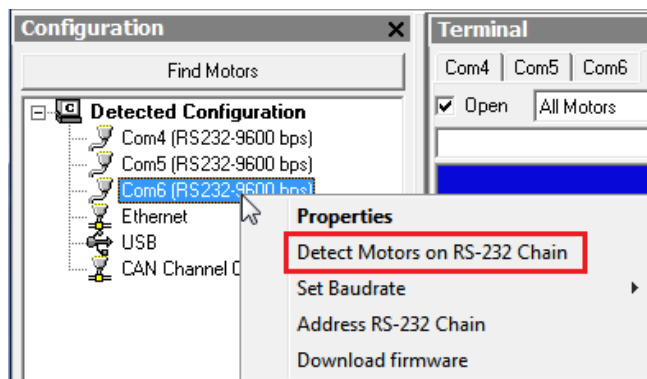 Configuration
Find Motors
Detected Configuration
Com4 (RS232-9600 bps)
Com5 (RS232-9600 bps)
Com6 (RS232-9600 bps)
Ethernet
USB
CAN Channel
Terminal
Com4 Com5 Com6
Open All Motors
Properties
Detect Motors on RS-232 Chain
Set Baudrate
Address RS-232 Chain
Download firmware